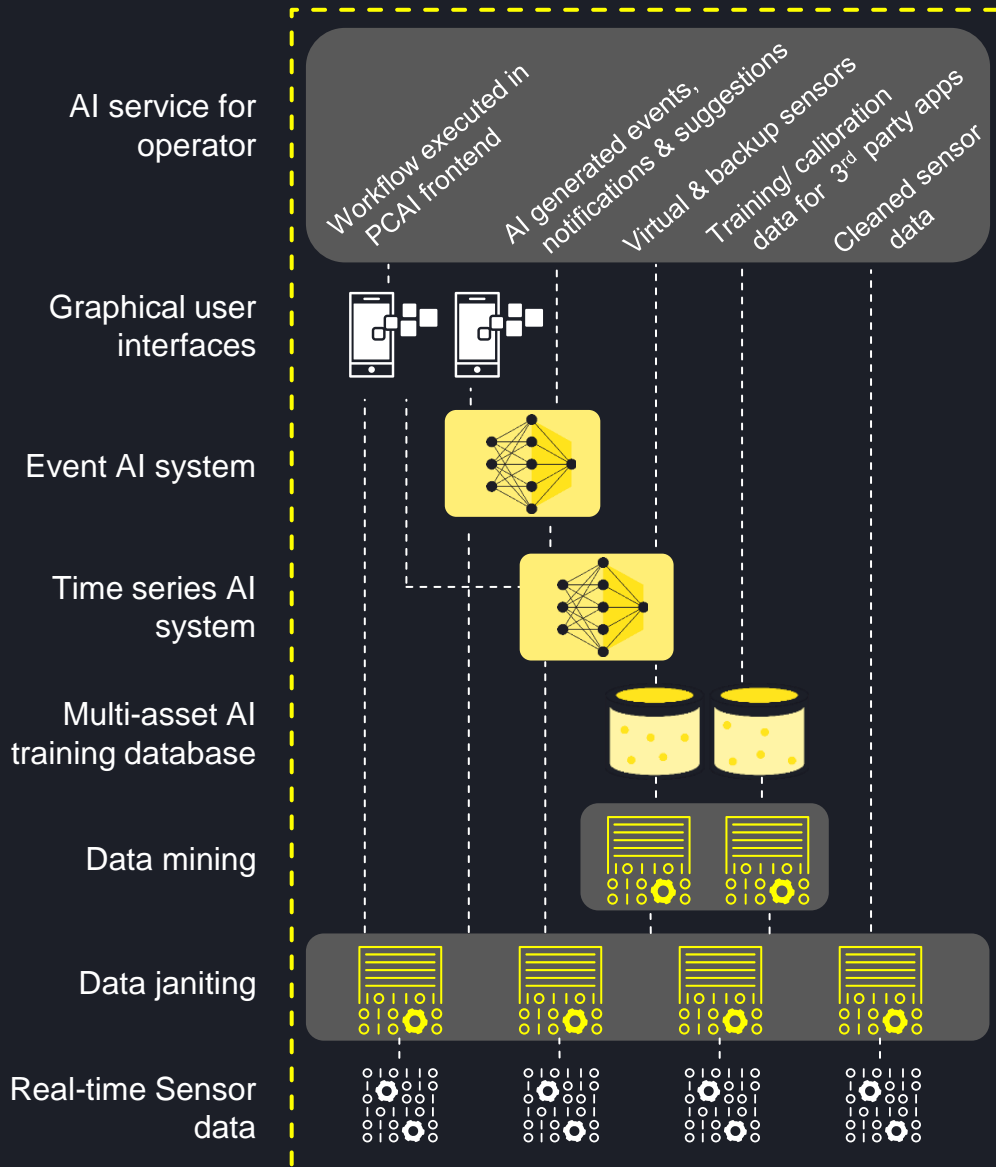 AI service for
operator
Workflow executed in
PCAI frontend
AI generated events,
notifications & suggestions
Virtual & backup sensors
Training/ calibration
data for 3rd party apps
Cleaned sensor
data
Graphical user
interfaces
Event AI system
Time series AI
system
Multi-asset AI
training database
Data mining
Data janiting
Real-time Sensor
data